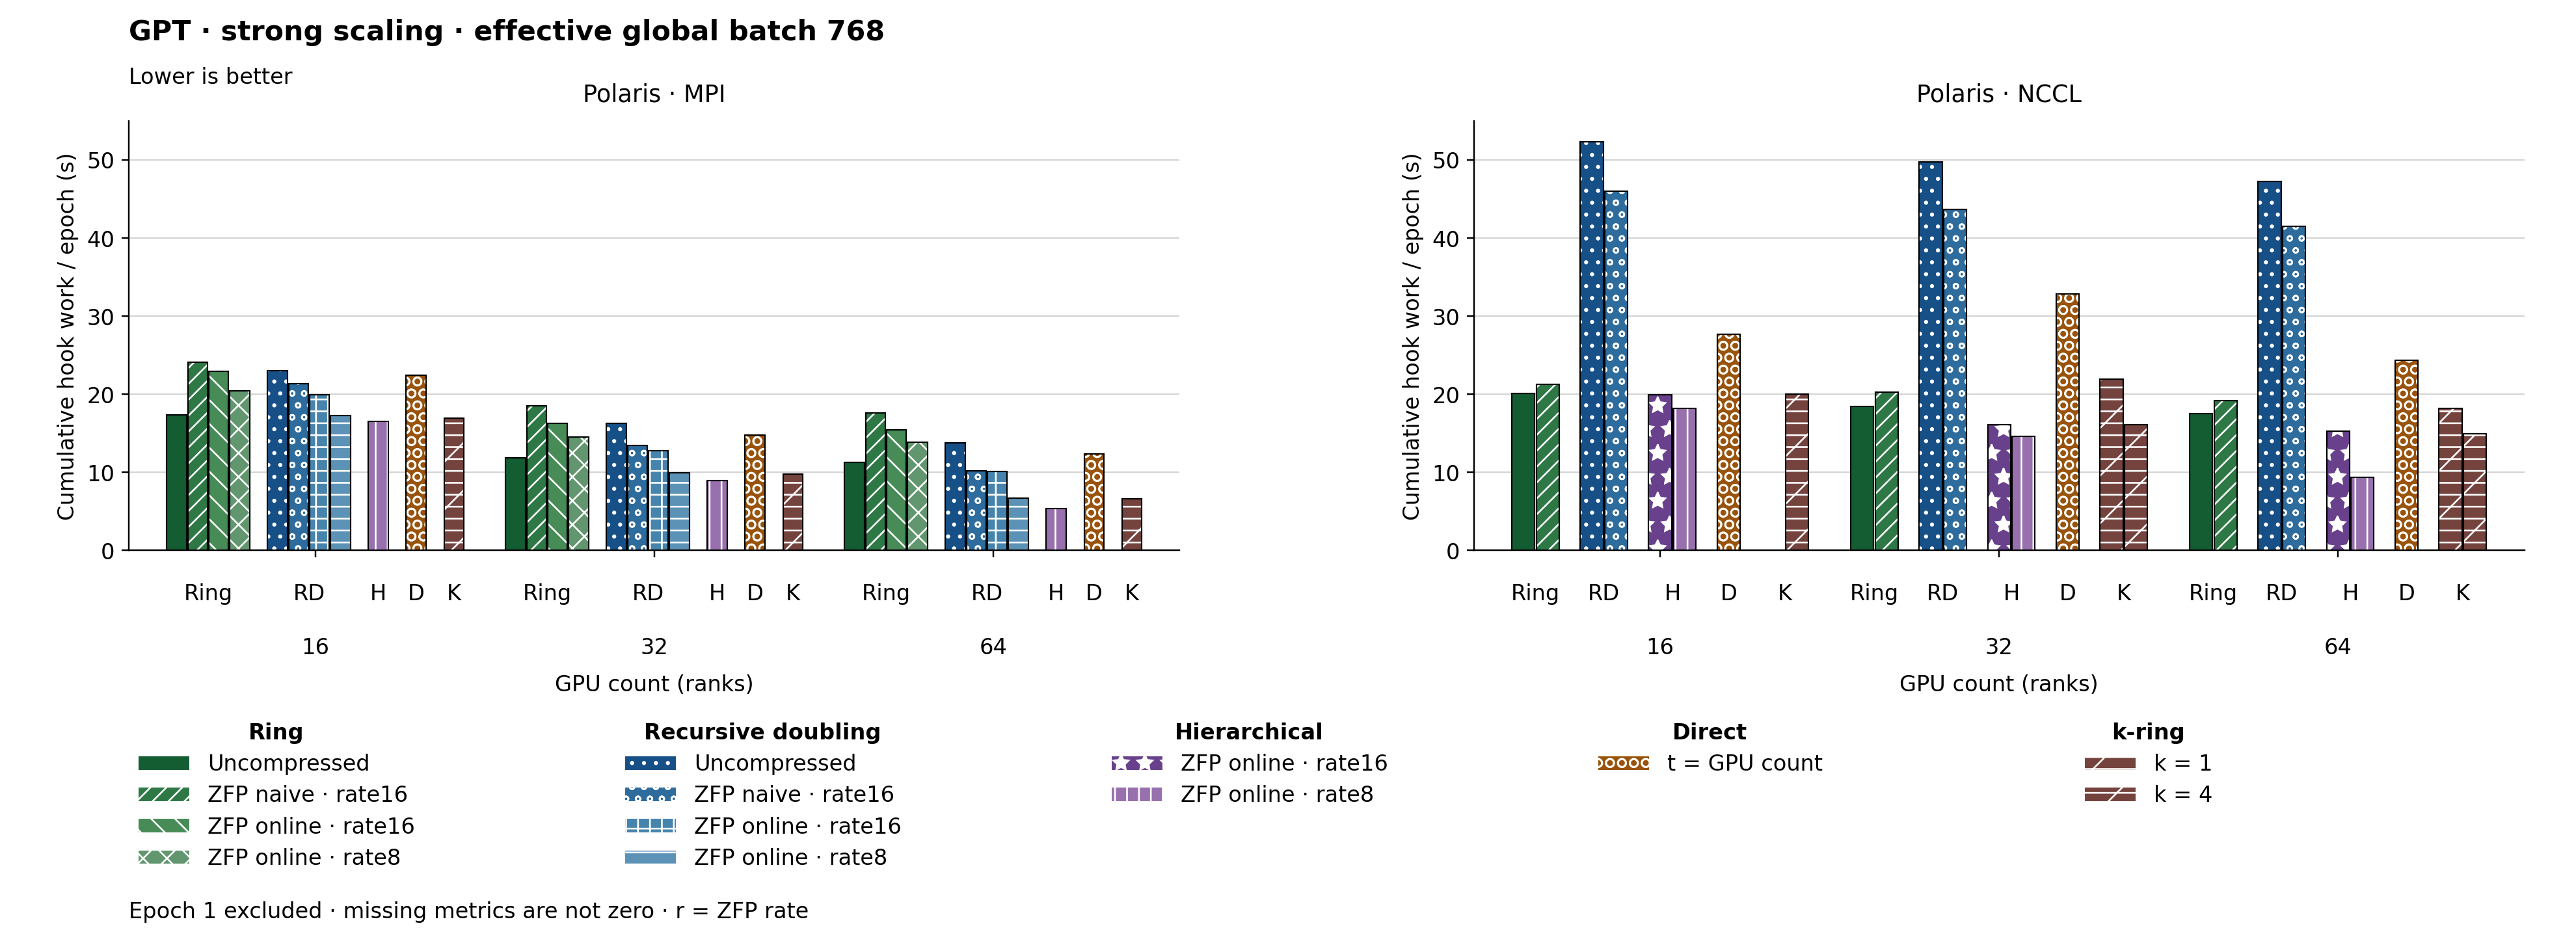 GPT · strong scaling · effective global batch 768
Lower is better
Polaris · MPI
Cumulative hook work / epoch (s)
50
40
30
20
10
0
Ring RD H D K Ring RD H D K Ring RD H D K
16 32 64
GPU count (ranks)
Polaris · NCCL
Cumulative hook work / epoch (s)
50
40
30
20
10
0
Ring RD H D K Ring RD H D K Ring RD H D K
16 32 64
GPU count (ranks)
Ring
Uncompressed
ZFP naive · rate16
ZFP online · rate16
ZFP online · rate8
Recursive doubling
Uncompressed
ZFP naive · rate16
ZFP online · rate16
ZFP online · rate8
Hierarchical
ZFP online · rate16
ZFP online · rate8
Direct
t = GPU count
k-ring
k = 1
k = 4
Epoch 1 excluded · missing metrics are not zero · r = ZFP rate